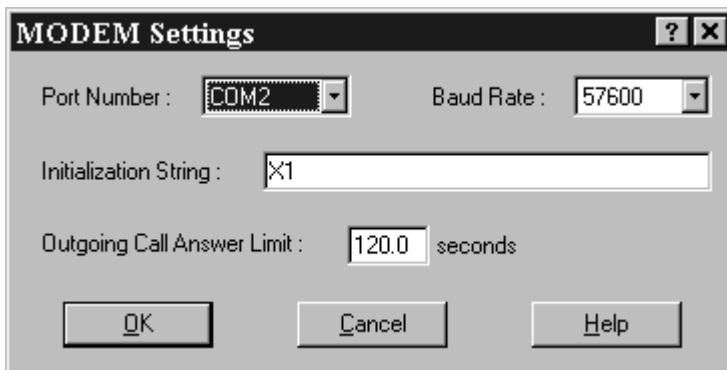 MODEM Settings ? X
Port Number : COM2 Baud Rate : 57600
Initialization String : X1
Outgoing Call Answer Limit : 120.0 seconds
OK Cancel Help